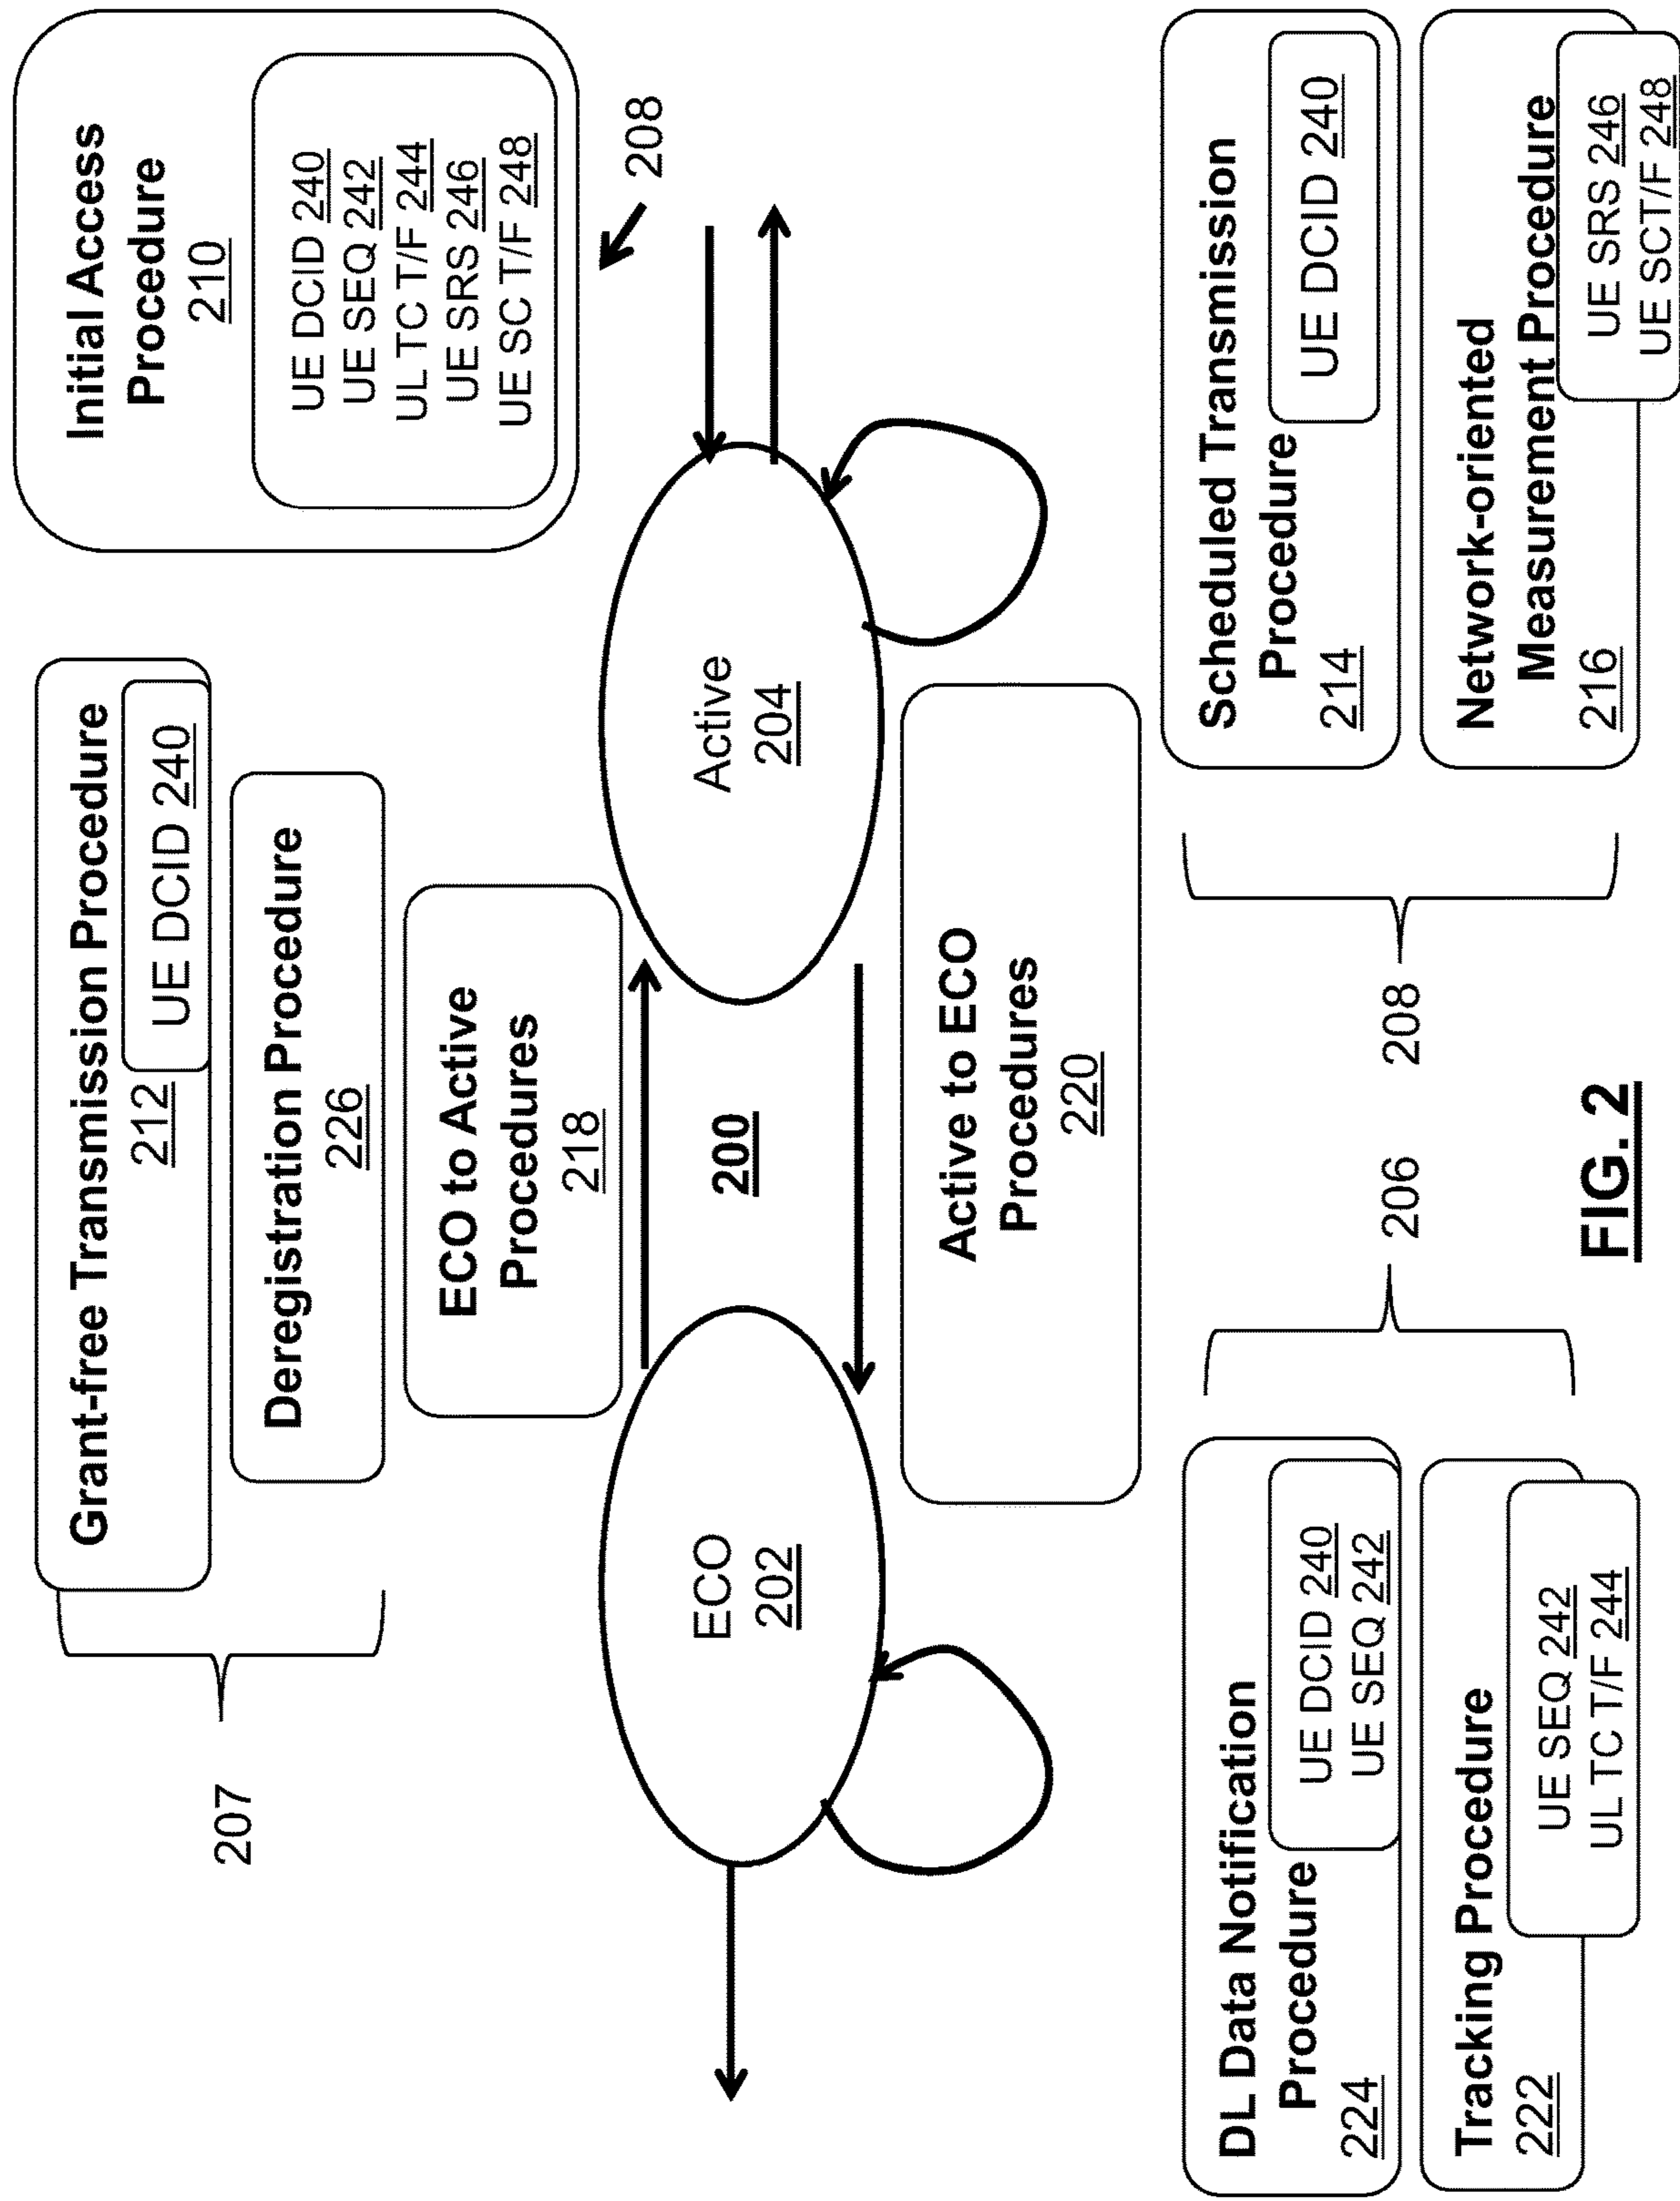 Grant-free Transmission Procedure
212
UE DCID 240
Deregistration Procedure
226
ECO to Active
Procedures
218
207
Initial Access
Procedure
210
UE DCID 240
UE SEQ 242
UL TC T/F 244
UE SRS 246
UE SC T/F 248
208
ECO
202
200
Active
204
Active to ECO
Procedures
220
DL Data Notification
Procedure
224
UE DCID 240
UE SEQ 242
Tracking Procedure
222
UE SEQ 242
UL TC T/F 244
206
208
Scheduled Transmission
Procedure
214
UE DCID 240
Network-oriented
Measurement Procedure
216
UE SRS 246
UE SCT/F 248
FIG. 2